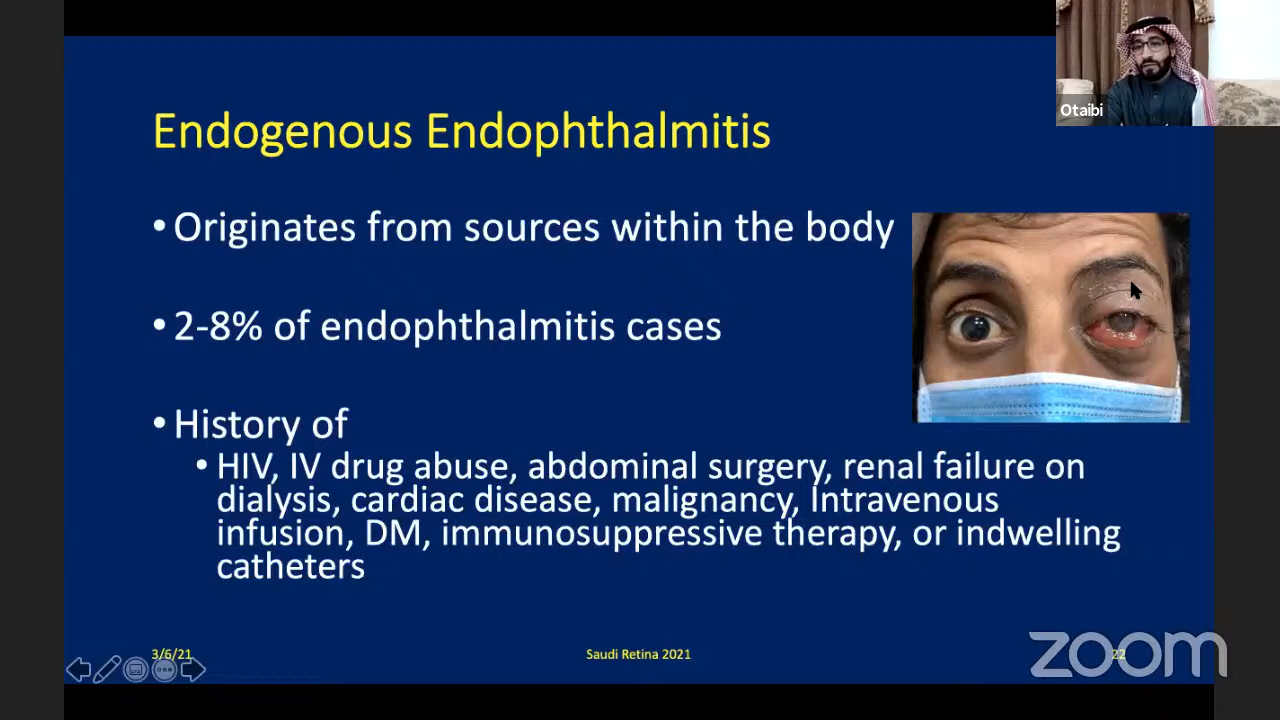 Otaibi
Endogenous Endophthalmitis
• Originates from sources within the body
• 2-8% of endophthalmitis cases
• History of
• HIV, IV drug abuse, abdominal surgery, renal failure on
dialysis, cardiac disease, malignancy, Intravenous
infusion, DM, immunosuppressive therapy, or indwelling
catheters
3/6/21
Saudi Retina 2021
22
zoom